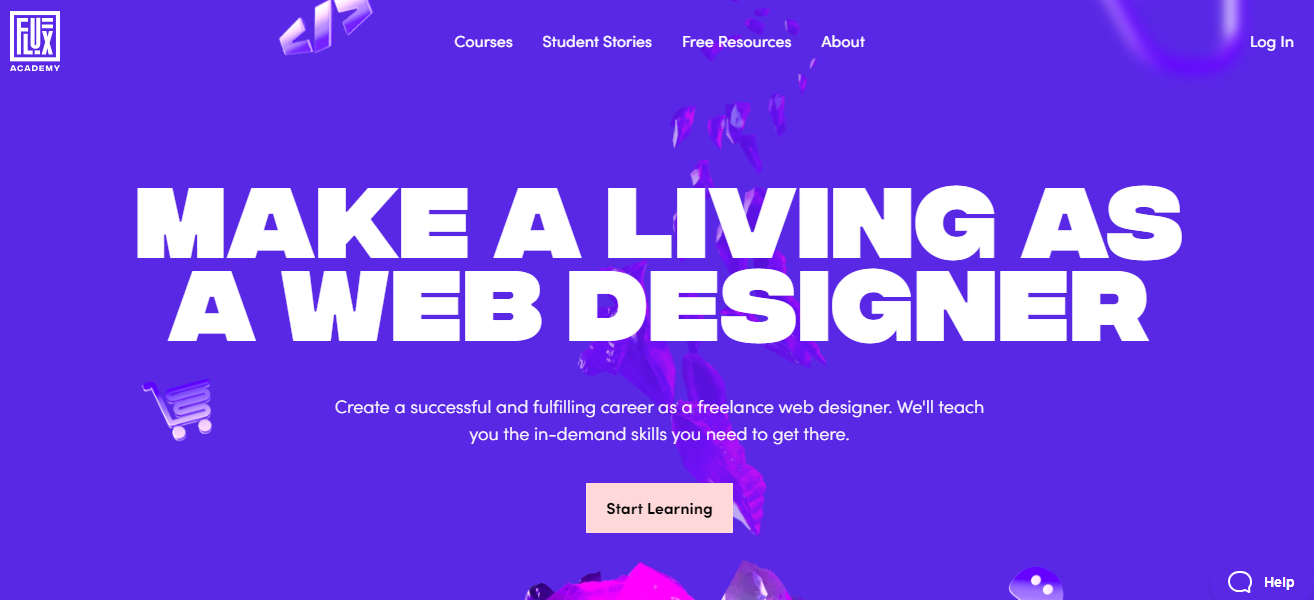 FLUX
ACADEMY
Courses Student Stories Free Resources About Log In
MAKE A LIVING AS
A WEB DESIGNER
Create a successful and fulfilling career as a freelance web designer. We'll teach
you the in-demand skills you need to get there.
Start Learning
Help